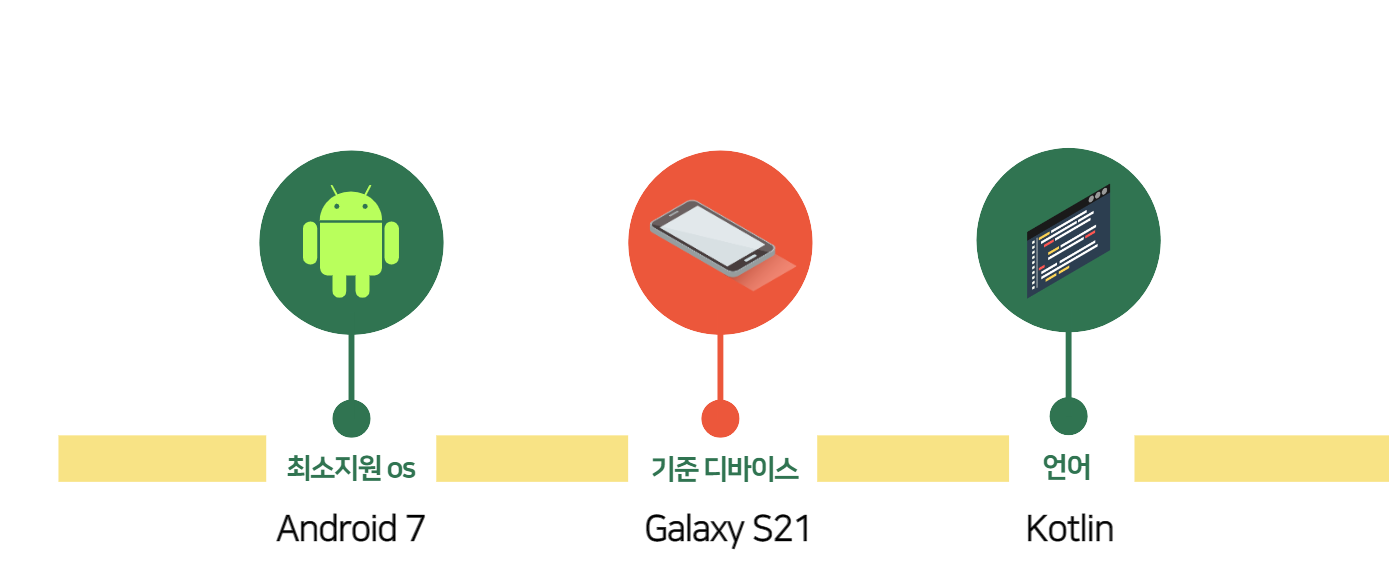 최소지원 os
기준 디바이스
언어
Android 7
Galaxy S21
Kotlin